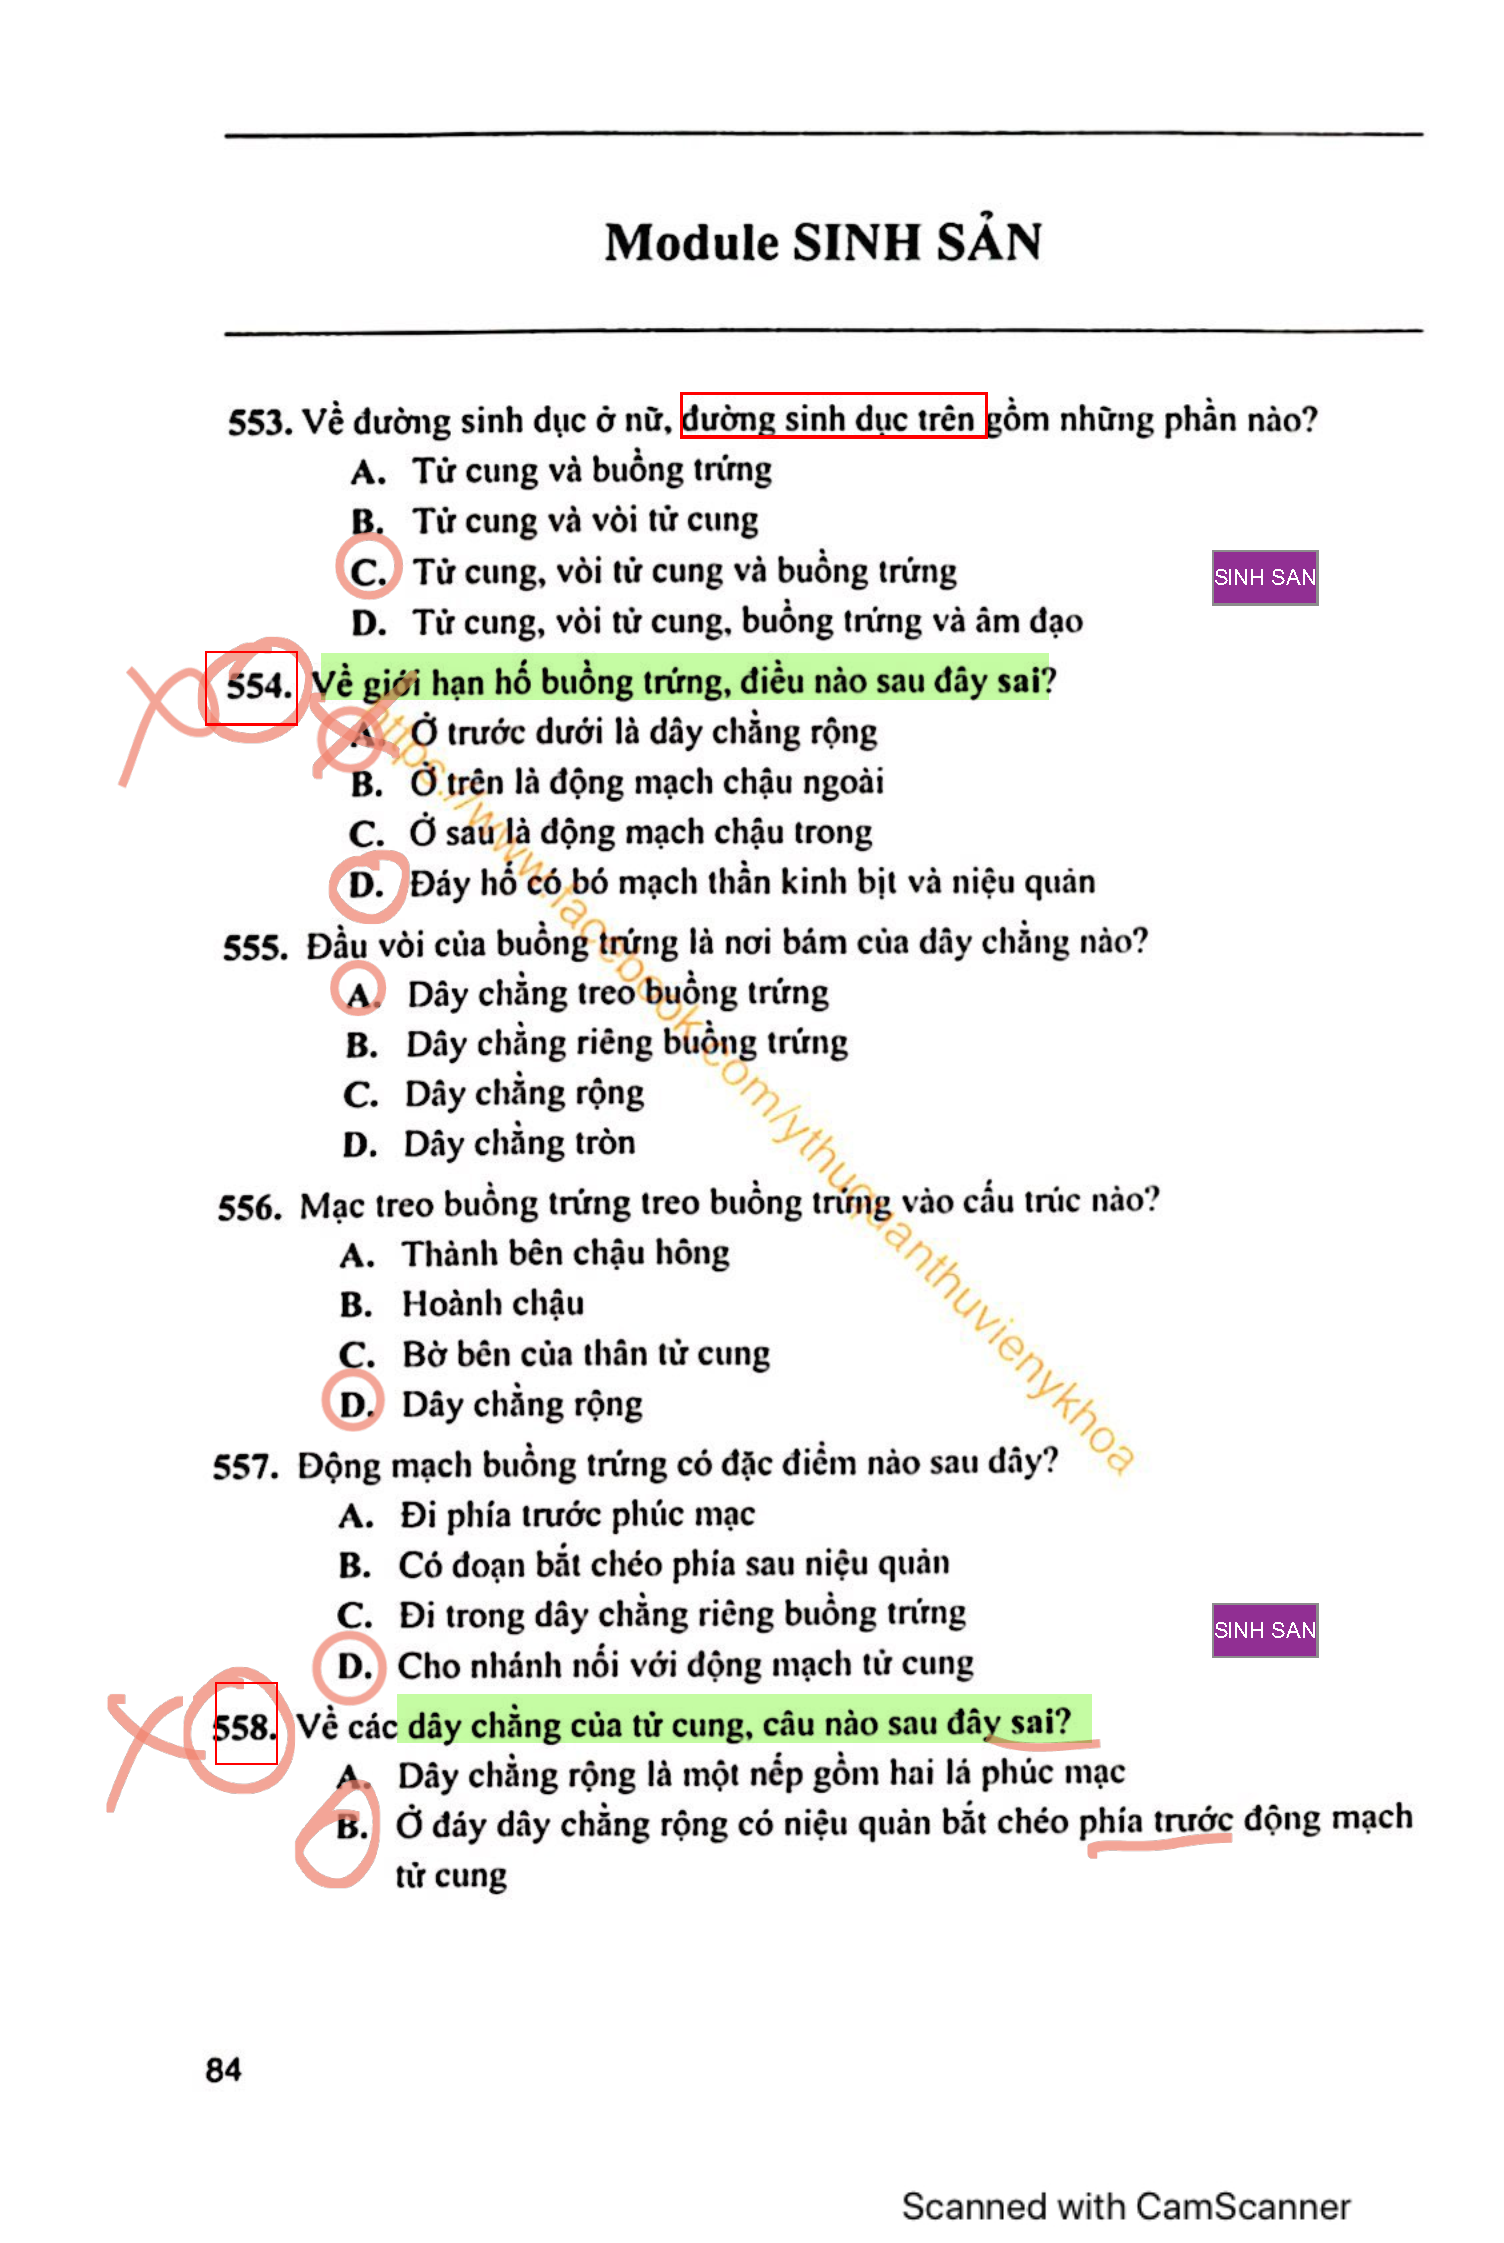 Module SINH SẢN
553. Về đường sinh dục ở nữ, đường sinh dục trên gồm những phần nào?
A. Tử cung và buồng trứng
B. Tử cung và vòi tử cung
C. Tử cung, vòi tử cung và buồng trứng
SINH SAN
D. Tử cung, vòi tử cung, buồng trứng và âm đạo
554. Về giới hạn hố buồng trứng, điều nào sau đây sai?
A. Ở trước dưới là dây chằng rộng
B. Ở trên là động mạch chậu ngoài
C. Ở sau là động mạch chậu trong
D. Đáy hố có bó mạch thần kinh bịt và niệu quản
555. Đầu vòi của buồng trứng là nơi bám của dây chằng nào?
A. Dây chằng treo buồng trứng
B. Dây chằng riêng buồng trứng
C. Dây chằng rộng
D. Dây chằng tròn
https://www.facebook.com/ythuquanthuvienykhoa
556. Mạc treo buồng trứng treo buồng trứng vào cấu trúc nào?
A. Thành bên chậu hông
B. Hoành chậu
C. Bờ bên của thân tử cung
D. Dây chằng rộng
557. Động mạch buồng trứng có đặc điểm nào sau đây?
A. Đi phía trước phúc mạc
B. Có đoạn bắt chéo phía sau niệu quản
C. Đi trong dây chằng riêng buồng trứng
SINH SAN
D. Cho nhánh nối với động mạch tử cung
558. Về các dây chằng của tử cung, câu nào sau đây sai?
A. Dây chằng rộng là một nếp gồm hai lá phúc mạc
B. Ở đáy dây chằng rộng có niệu quản bắt chéo phía trước động mạch
tử cung
84
Scanned with CamScanner